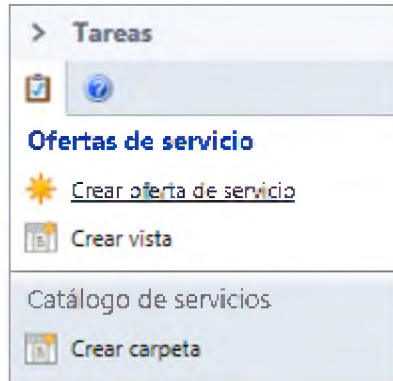 Tareas
Ofertas de servicio
Crear oferta de servicio
Crear vista
Catálogo de servicios
Crear carpeta